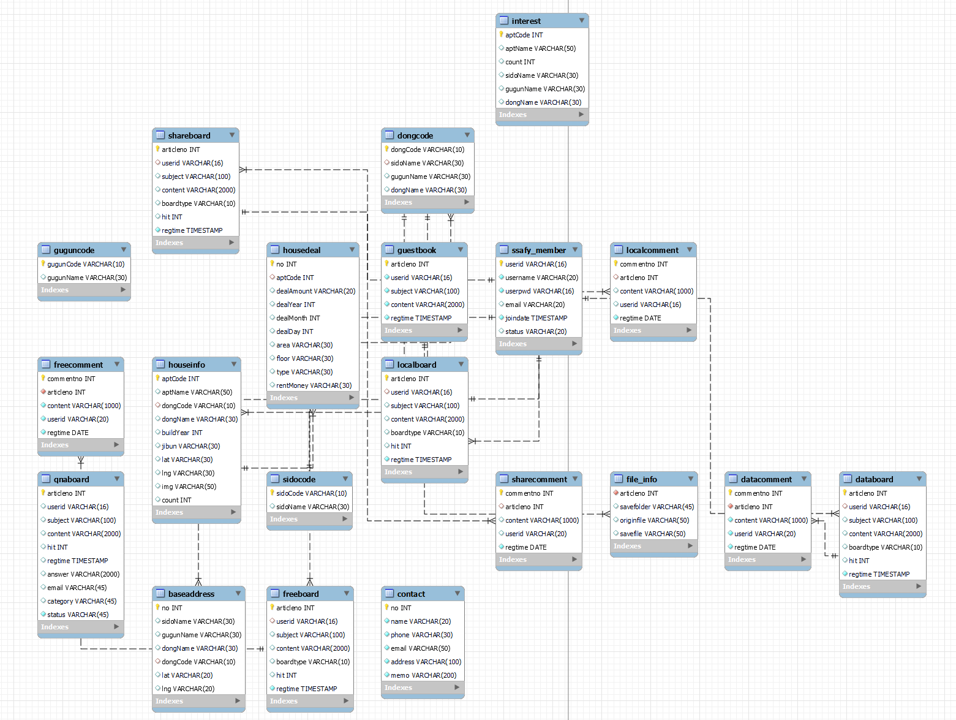 interest
aptCode INT
aptName VARCHAR(50)
count INT
sidoName VARCHAR(30)
gugunName VARCHAR(30)
dongName VARCHAR(30)
Indexes
shareboard
articleno INT
userid VARCHAR(16)
subject VARCHAR(100)
content VARCHAR(2000)
boardtype VARCHAR(10)
hit INT
regtime TIMESTAMP
Indexes
dongcode
dongCode VARCHAR(10)
sidoName VARCHAR(30)
gugunName VARCHAR(30)
dongName VARCHAR(30)
Indexes
guguncode
gugunCode VARCHAR(10)
gugunName VARCHAR(30)
Indexes
housedeal
no INT
aptCode INT
dealAmount VARCHAR(20)
dealYear INT
dealMonth INT
dealDay INT
area VARCHAR(30)
floor VARCHAR(30)
type VARCHAR(30)
rentMoney VARCHAR(30)
Indexes
guestbook
articleno INT
userid VARCHAR(16)
subject VARCHAR(100)
content VARCHAR(2000)
regtime TIMESTAMP
Indexes
ssafy_member
userid VARCHAR(16)
username VARCHAR(20)
userpwd VARCHAR(16)
email VARCHAR(20)
joindate TIMESTAMP
status VARCHAR(20)
Indexes
localcomment
commentno INT
articleno INT
content VARCHAR(1000)
userid VARCHAR(16)
regtime DATE
Indexes
freecomment
commentno INT
articleno INT
content VARCHAR(1000)
userid VARCHAR(20)
regtime DATE
Indexes
houseinfo
aptCode INT
aptName VARCHAR(50)
dongCode VARCHAR(10)
dongName VARCHAR(30)
buildYear INT
jibun VARCHAR(30)
lat VARCHAR(30)
lng VARCHAR(30)
img VARCHAR(50)
count INT
Indexes
localboard
articleno INT
userid VARCHAR(16)
subject VARCHAR(100)
content VARCHAR(2000)
boardtype VARCHAR(10)
hit INT
regtime TIMESTAMP
Indexes
qnaboard
articleno INT
userid VARCHAR(16)
subject VARCHAR(100)
content VARCHAR(2000)
hit INT
regtime TIMESTAMP
answer VARCHAR(2000)
email VARCHAR(45)
category VARCHAR(45)
status VARCHAR(45)
Indexes
sidocode
sidoCode VARCHAR(10)
sidoName VARCHAR(30)
Indexes
sharecomment
commentno INT
articleno INT
content VARCHAR(1000)
userid VARCHAR(20)
regtime DATE
Indexes
file_info
articleno INT
savefolder VARCHAR(45)
originfile VARCHAR(50)
savefile VARCHAR(50)
Indexes
datacomment
commentno INT
articleno INT
content VARCHAR(1000)
userid VARCHAR(20)
regtime DATE
Indexes
databoard
articleno INT
userid VARCHAR(16)
subject VARCHAR(100)
content VARCHAR(2000)
boardtype VARCHAR(10)
hit INT
regtime TIMESTAMP
Indexes
baseaddress
no INT
sidoName VARCHAR(30)
gugunName VARCHAR(30)
dongName VARCHAR(30)
dongCode VARCHAR(10)
lat VARCHAR(20)
lng VARCHAR(20)
Indexes
freeboard
articleno INT
userid VARCHAR(16)
subject VARCHAR(100)
content VARCHAR(2000)
boardtype VARCHAR(10)
hit INT
regtime TIMESTAMP
Indexes
contact
no INT
name VARCHAR(20)
phone VARCHAR(30)
email VARCHAR(50)
address VARCHAR(100)
memo VARCHAR(200)
Indexes